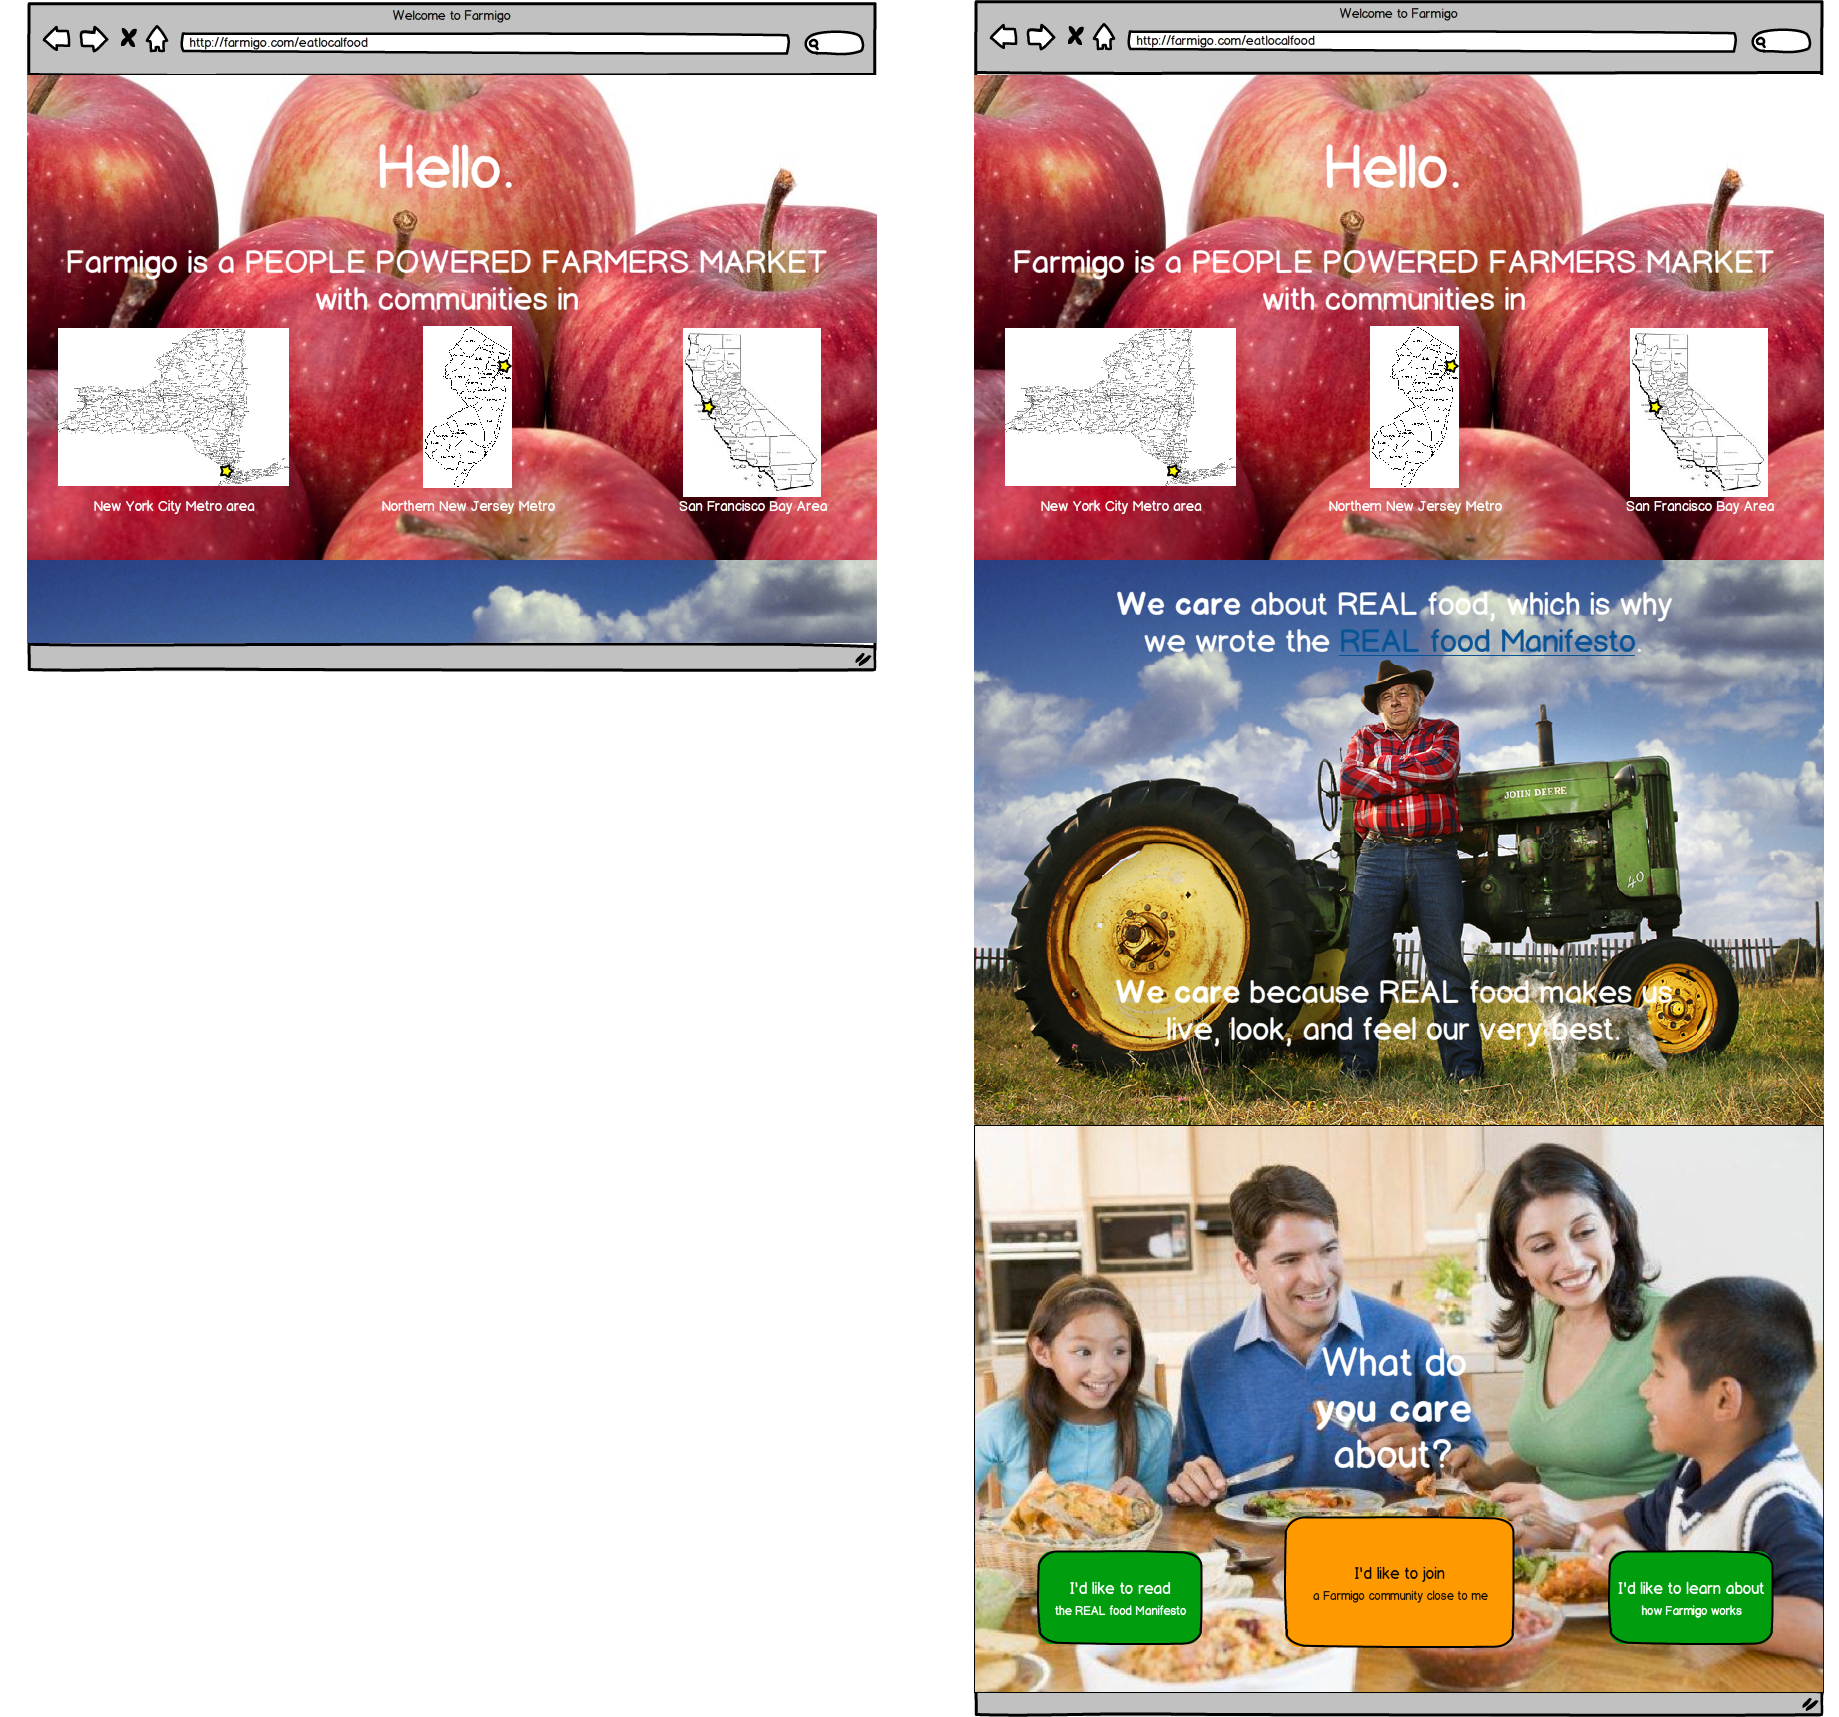 Welcome to Farmigo
http://farmigo.com/eatlocalfood
Hello.
Farmigo is a PEOPLE POWERED FARMERS MARKET
with communities in
New York City Metro area
Northern New Jersey Metro
San Francisco Bay Area
Welcome to Farmigo
http://farmigo.com/eatlocalfood
Hello.
Farmigo is a PEOPLE POWERED FARMERS MARKET
with communities in
New York City Metro area
Northern New Jersey Metro
San Francisco Bay Area
We care about REAL food, which is why
we wrote the REAL food Manifesto.
JOHN DEERE
40
We care because REAL food makes us
live, look, and feel our very best.
What do
you care
about?
I'd like to read
the REAL food Manifesto
I'd like to join
a Farmigo community close to me
I'd like to learn about
how Farmigo works